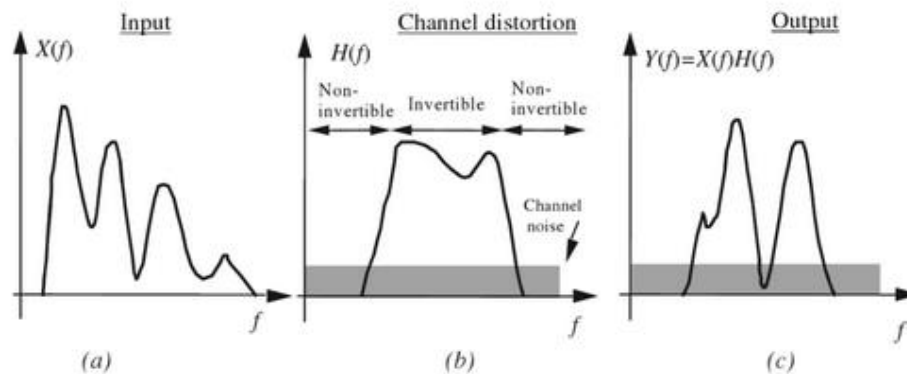 Input
X(f)
f
(a)
Channel distortion
H(f)
Non-
invertible
Invertible
Non-
invertible
Channel
noise
f
(b)
Output
Y(f)=X(f)H(f)
f
(c)